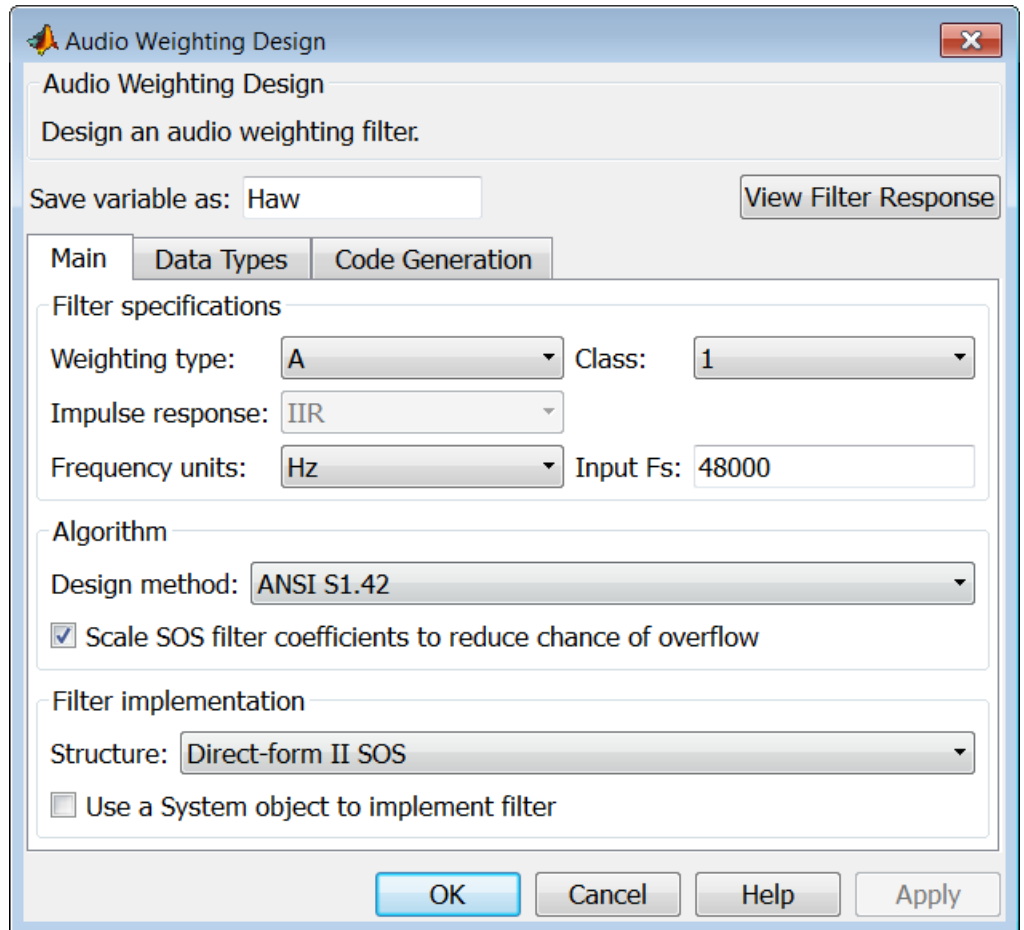 Audio Weighting Design
Audio Weighting Design
Design an audio weighting filter.
Save variable as: Haw View Filter Response
Main Data Types Code Generation
Filter specifications
Weighting type: A Class: 1
Impulse response: IIR
Frequency units: Hz Input Fs: 48000
Algorithm
Design method: ANSI S1.42
Scale SOS filter coefficients to reduce chance of overflow
Filter implementation
Structure: Direct-form II SOS
Use a System object to implement filter
OK Cancel Help Apply